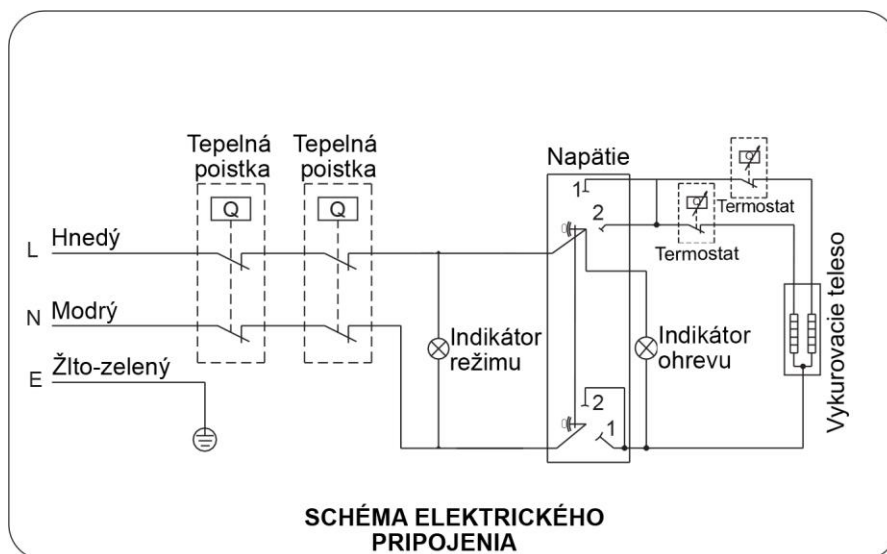 Tepelná
poistka
Tepelná
poistka
Q
Q
Napätie
1
2
Q
Termostat
Q
Termostat
L Hnedý
N Modrý
E Žlto-zelený
Indikátor
režimu
Indikátor
ohrevu
2
1
Vykurovacie teleso
SCHÉMA ELEKTRICKÉHO
PRIPOJENIA